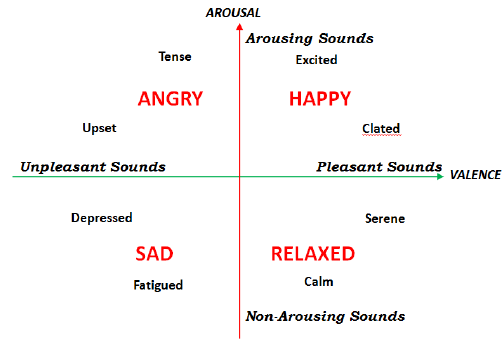 AROUSAL
Arousing Sounds
Tense
Excited
ANGRY
HAPPY
Upset
Clated
Unpleasant Sounds
Pleasant Sounds
VALENCE
Depressed
Serene
SAD
RELAXED
Fatigued
Calm
Non-Arousing Sounds